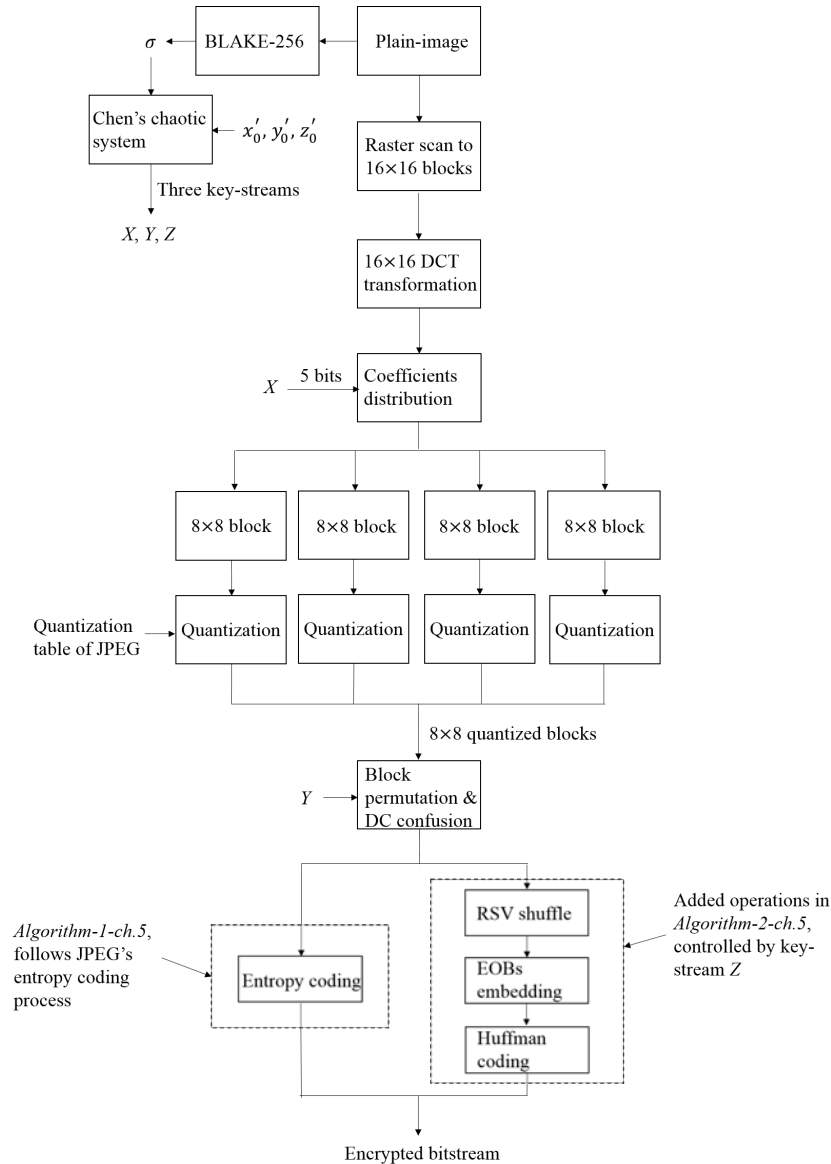 σ
BLAKE-256
Plain-image
Chen's chaotic
system
x′0, y′0, z′0
Raster scan to
16×16 blocks
Three key-streams
X, Y, Z
16×16 DCT
transformation
X
5 bits
Coefficients
distribution
8×8 block
8×8 block
8×8 block
8×8 block
Quantization
table of JPEG
Quantization
Quantization
Quantization
Quantization
8×8 quantized blocks
Y
Block
permutation &
DC confusion
Algorithm-1-ch.5,
follows JPEG's
entropy coding
process
Entropy coding
RSV shuffle
EOBs
embedding
Huffman
coding
Added operations in
Algorithm-2-ch.5,
controlled by key-
stream Z
Encrypted bitstream